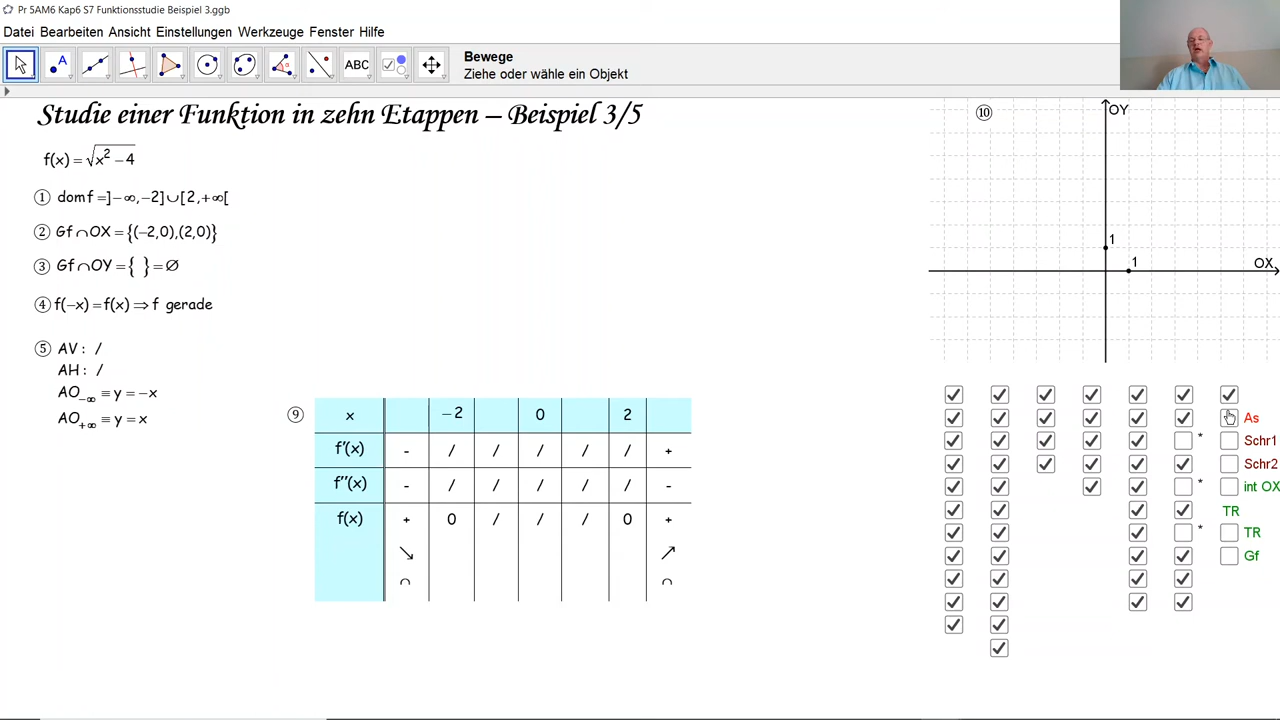 Pr 5AM6 Kap6 S7 Funktionsstudie Beispiel 3.ggb
Datei Bearbeiten Ansicht Einstellungen Werkzeuge Fenster Hilfe
A
ABC
Bewege
Ziehe oder wähle ein Objekt
Studie einer Funktion in zehn Etappen – Beispiel 3/5
f(x) = √(x² – 4)
① dom f = ]–∞, –2] ∪ [2, +∞[
② Gf ∩ OX = {(–2,0),(2,0)}
③ Gf ∩ OY = { } = ∅
④ f(–x) = f(x) ⇒ f gerade
⑤ AV : /
AH : /
AO₋∞ ≡ y = –x
AO₊∞ ≡ y = x
⑨ x –2 0 2
f'(x) - / / / / / +
f''(x) - / / / / / -
f(x) + 0 / / / 0 +
↘ ↗
∩ ∩
⑩ OY
1
1
OX
As
* Schr1
Schr2
* int OX
TR
* TR
Gf